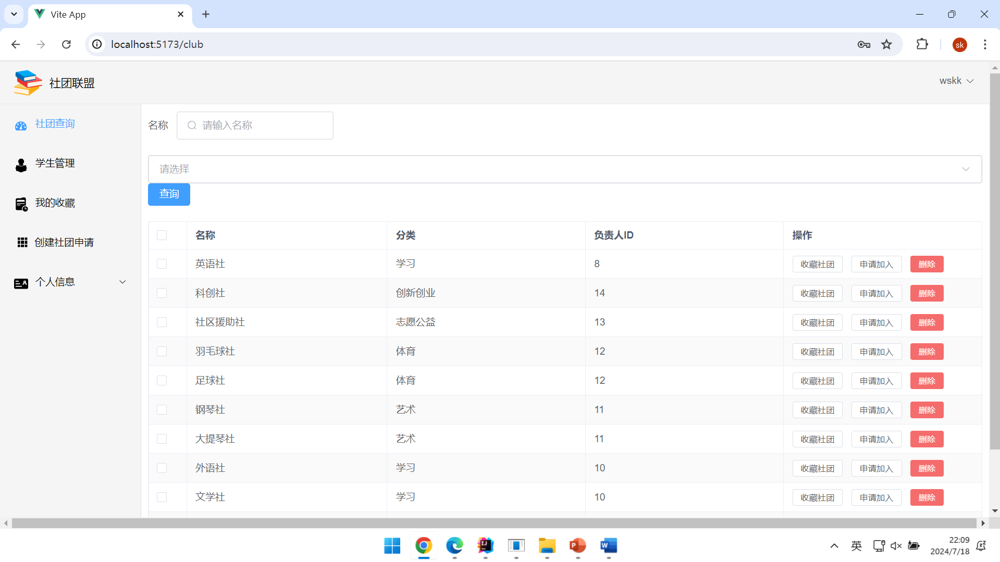 Vite App
localhost:5173/club
sk
社团联盟
wskk
社团查询
学生管理
我的收藏
创建社团申请
个人信息
名称 请输入名称
请选择
查询
名称 分类 负责人ID 操作
英语社 学习 8 收藏社团 申请加入 删除
科创社 创新创业 14 收藏社团 申请加入 删除
社区援助社 志愿公益 13 收藏社团 申请加入 删除
羽毛球社 体育 12 收藏社团 申请加入 删除
足球社 体育 12 收藏社团 申请加入 删除
钢琴社 艺术 11 收藏社团 申请加入 删除
大提琴社 艺术 11 收藏社团 申请加入 删除
外语社 学习 10 收藏社团 申请加入 删除
文学社 学习 10 收藏社团 申请加入 删除
英
22:09
2024/7/18